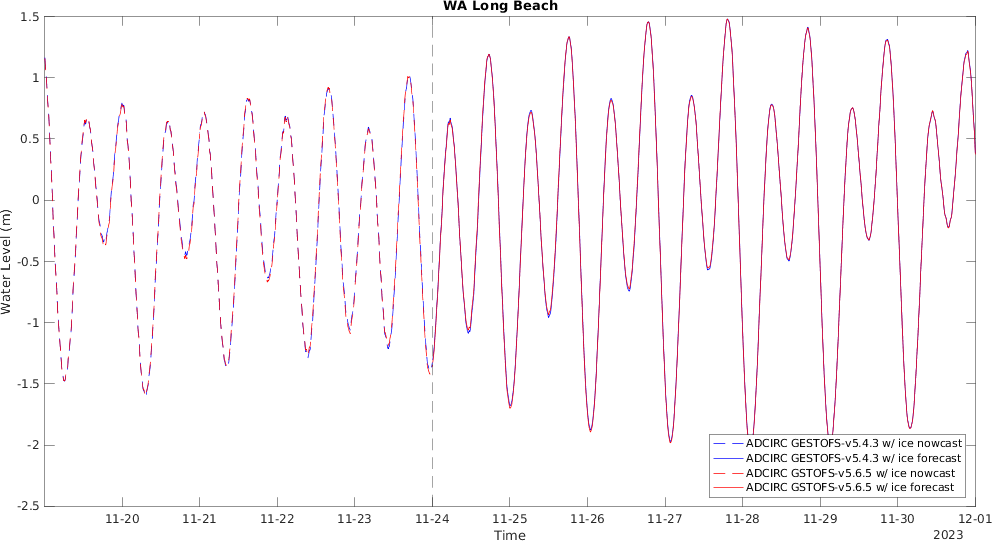 WA Long Beach
1.5
1
0.5
0
-0.5
-1
-1.5
-2
-2.5
Water Level (m)
11-20 11-21 11-22 11-23 11-24 11-25 11-26 11-27 11-28 11-29 11-30 12-01
Time
2023
ADCIRC GESTOFS-v5.4.3 w/ ice nowcast
ADCIRC GESTOFS-v5.4.3 w/ ice forecast
ADCIRC GSTOFS-v5.6.5 w/ ice nowcast
ADCIRC GSTOFS-v5.6.5 w/ ice forecast